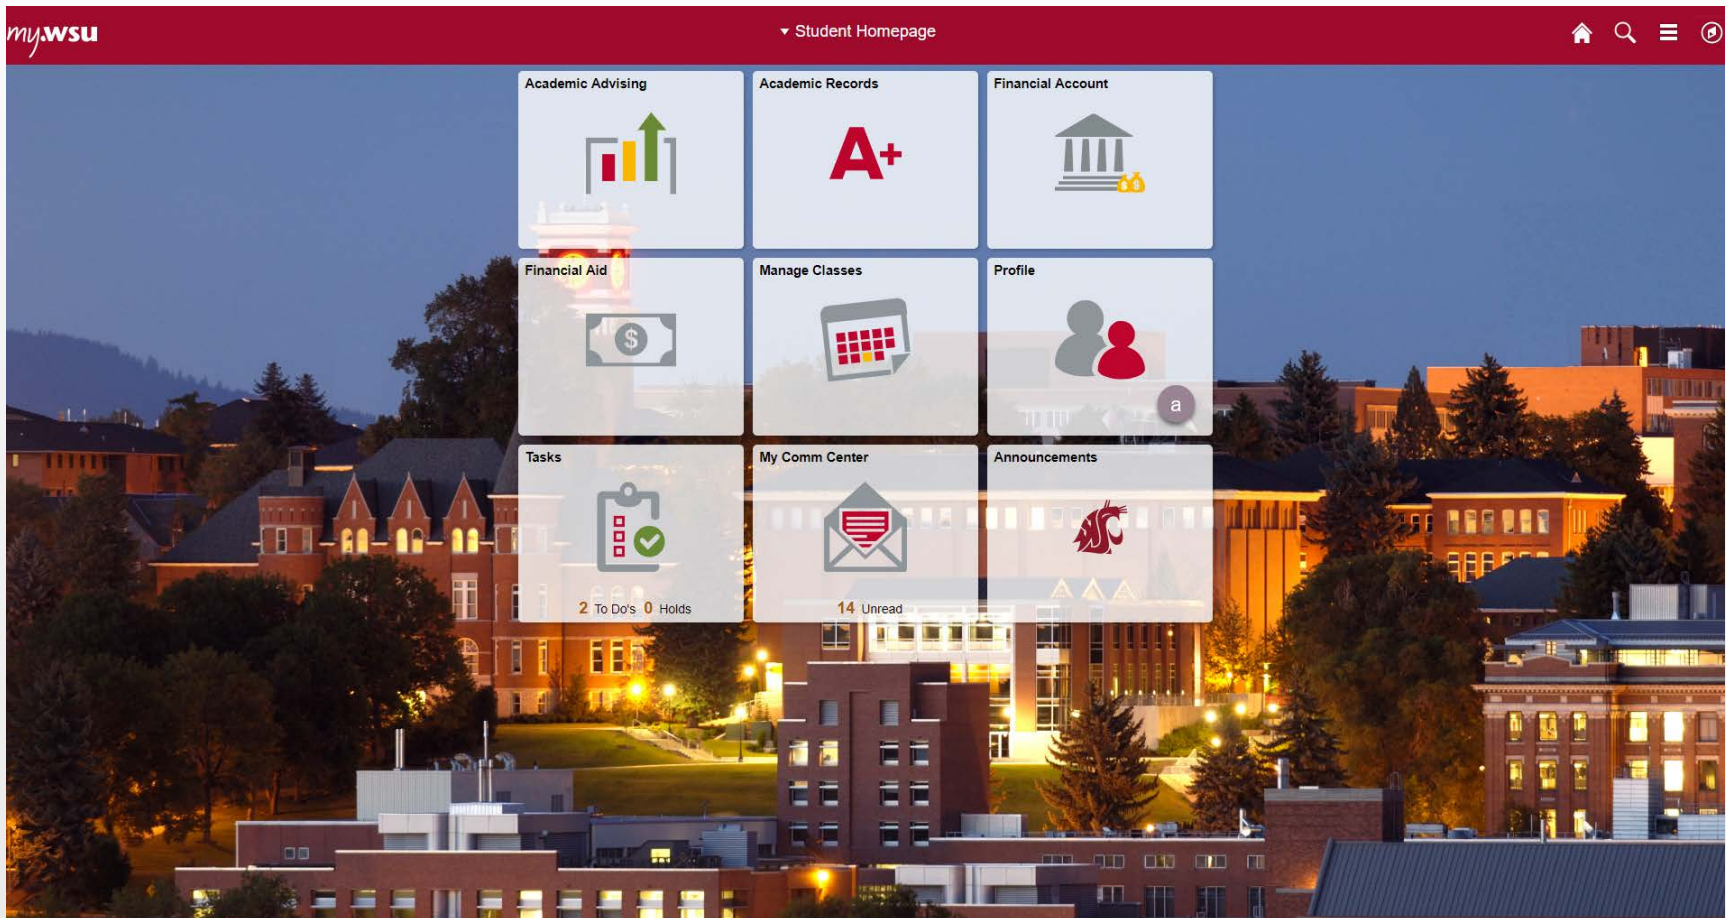 my.wsu
Student Homepage
Academic Advising
Academic Records
A+
Financial Account
Financial Aid
$
Manage Classes
Profile
a
Tasks
2 To Do's 0 Holds
My Comm Center
14 Unread
Announcements
WSC